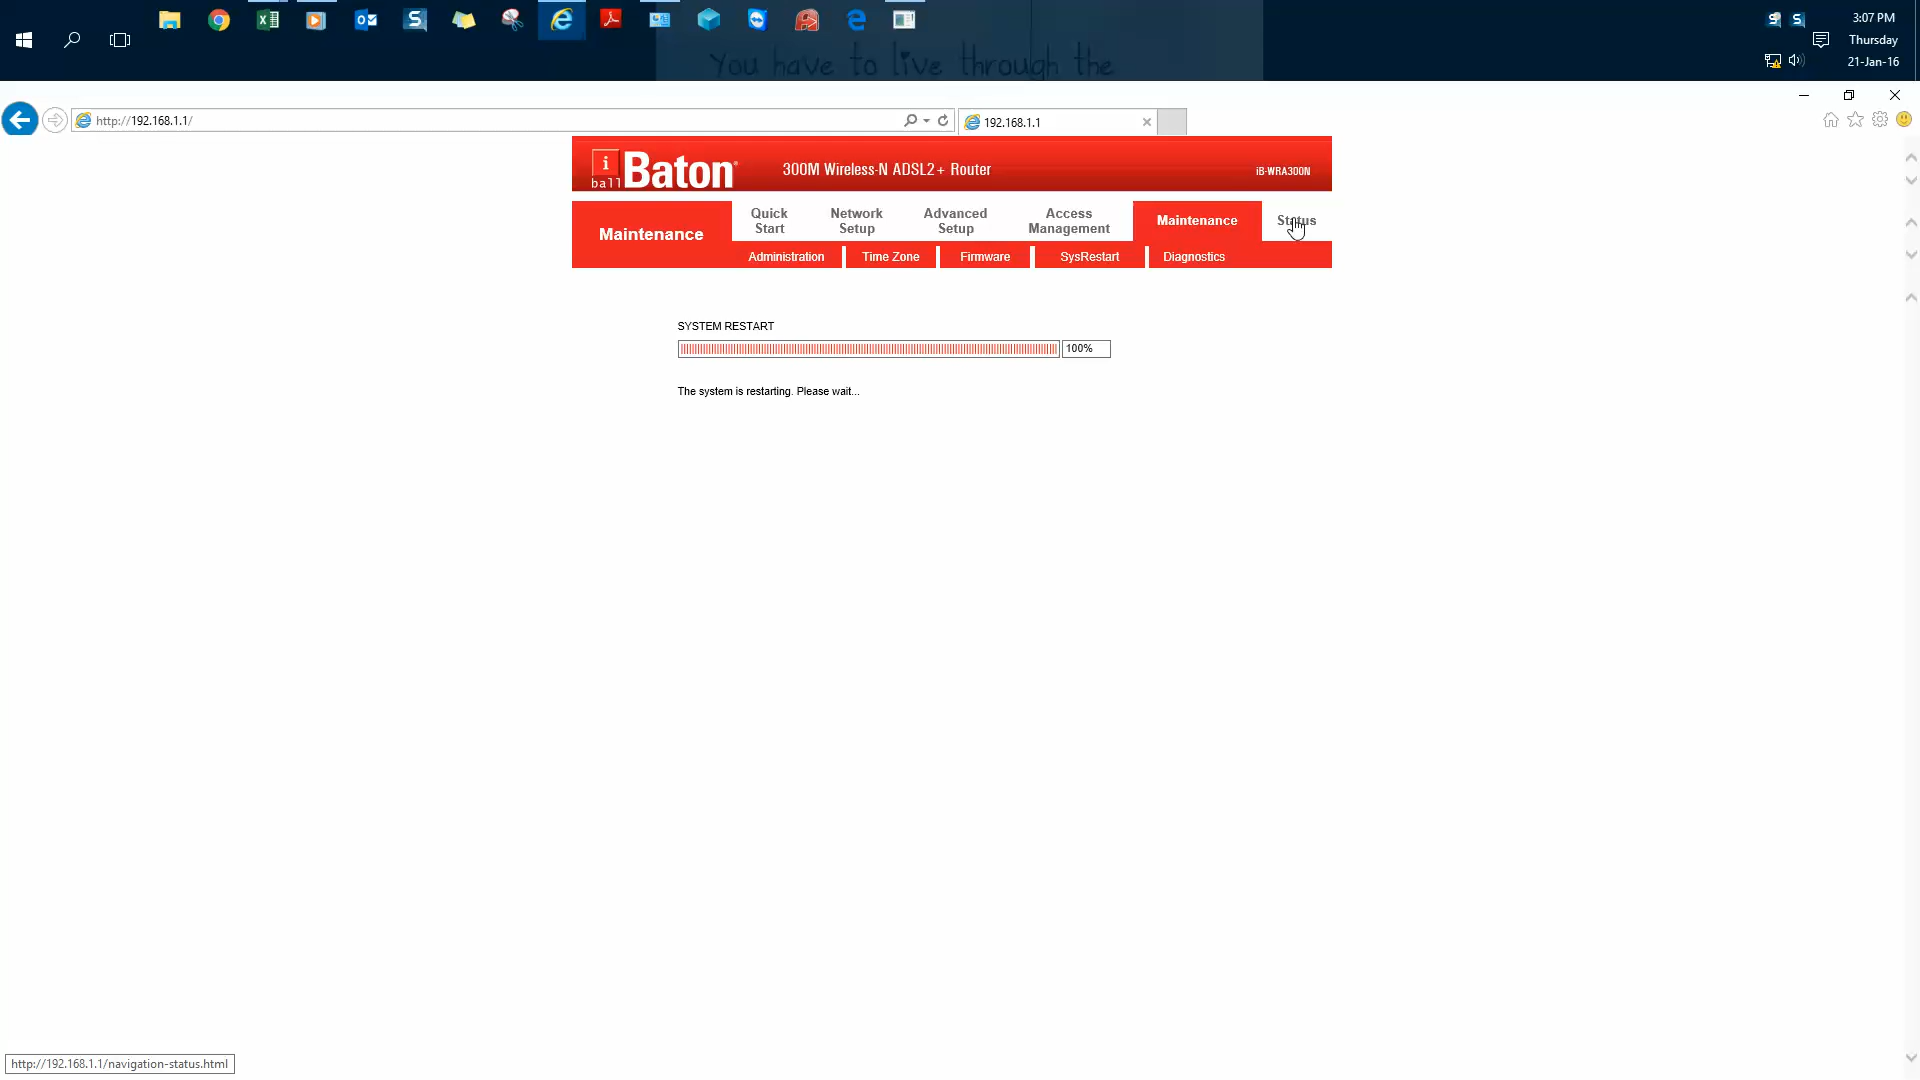 3:07 PM
Thursday
21-Jan-16
You have to live through the
http://192.168.1.1/
192.168.1.1
i ball Baton
300M Wireless-N ADSL2+ Router
iB-WRA300N
Maintenance
Quick Start
Network Setup
Advanced Setup
Access Management
Maintenance
Status
Administration
Time Zone
Firmware
SysRestart
Diagnostics
SYSTEM RESTART
100%
The system is restarting. Please wait...
http://192.168.1.1/navigation-status.html